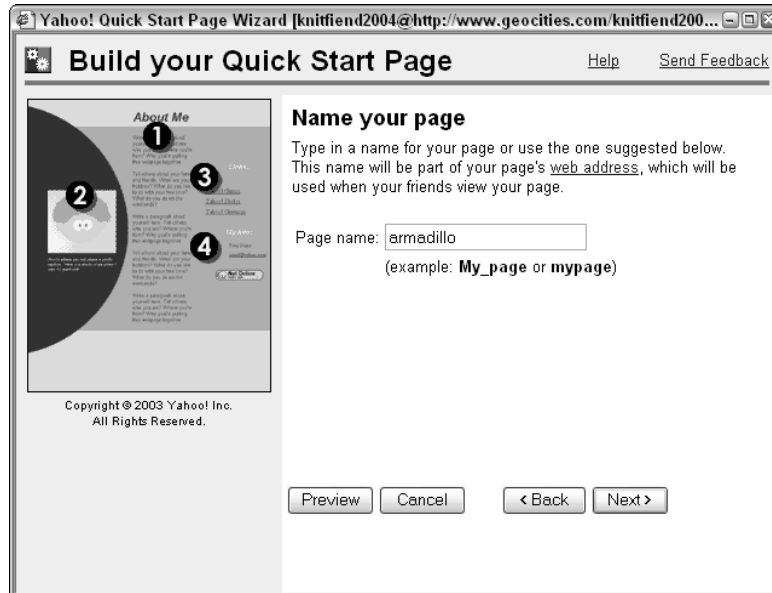 Yahoo! Quick Start Page Wizard [knitfiend2004@http://www.geocities.com/knitfiend200...
Build your Quick Start Page
Help
Send Feedback
About Me
1
2
3
4
Copyright © 2003 Yahoo! Inc.
All Rights Reserved.
Name your page
Type in a name for your page or use the one suggested below.
This name will be part of your page's web address, which will be
used when your friends view your page.
Page name: armadillo
(example: My_page or mypage)
Preview
Cancel
< Back
Next >